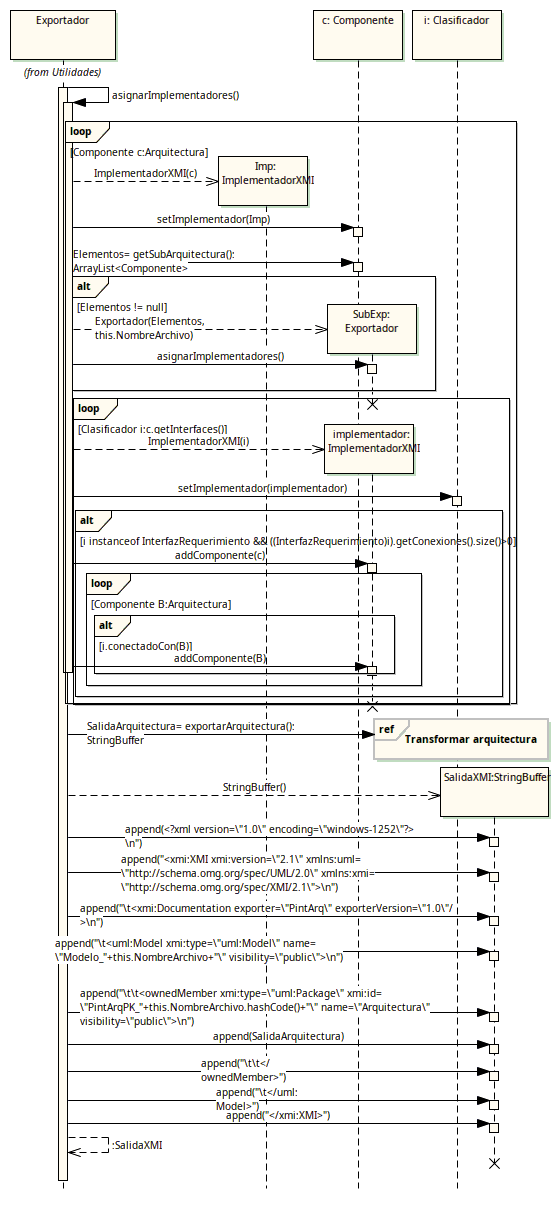 Exportador
c: Componente
i: Clasificador
(from Utilidades)
asignarImplementadores()
loop
[Componente c:Arquitectura]
Imp:
ImplementadorXMI
ImplementadorXMI(c)
setImplementador(Imp)
Elementos= getSubArquitectura():
ArrayList<Componente>
alt
[Elementos != null]
Exportador(Elementos,
this.NombreArchivo)
SubExp:
Exportador
asignarImplementadores()
loop
[Clasificador i:c.getInterfaces()]
ImplementadorXMI(i)
implementador:
ImplementadorXMI
setImplementador(implementador)
alt
[i instanceof InterfazRequerimiento && ((InterfazRequerimiento)i).getConexiones().size()>0]
addComponente(c)
loop
[Componente B:Arquitectura]
alt
[i.conectadoCon(B)]
addComponente(B)
SalidaArquitectura= exportarArquitectura():
StringBuffer
ref
Transformar arquitectura
SalidaXMI:StringBuffer
StringBuffer()
append(<?xml version=\"1.0\" encoding=\"windows-1252\"?>
\n")
append("<xmi:XMI xmi:version=\"2.1\" xmlns:uml=
\"http://schema.omg.org/spec/UML/2.0\" xmlns:xmi=
\"http://schema.omg.org/spec/XMI/2.1\">\n")
append("\t<xmi:Documentation exporter=\"PintArq\" exporterVersion=\"1.0\"/
>\n")
append("\t<uml:Model xmi:type=\"uml:Model\" name=
\"Modelo_"+this.NombreArchivo+"\" visibility=\"public\">\n")
append("\t\t<ownedMember xmi:type=\"uml:Package\" xmi:id=
\"PintArqPK_"+this.NombreArchivo.hashCode()+"\" name=\"Arquitectura\"
visibility=\"public\">\n")
append(SalidaArquitectura)
append("\t\t</
ownedMember>")
append("\t</uml:
Model>")
append("</xmi:XMI>")
:SalidaXMI